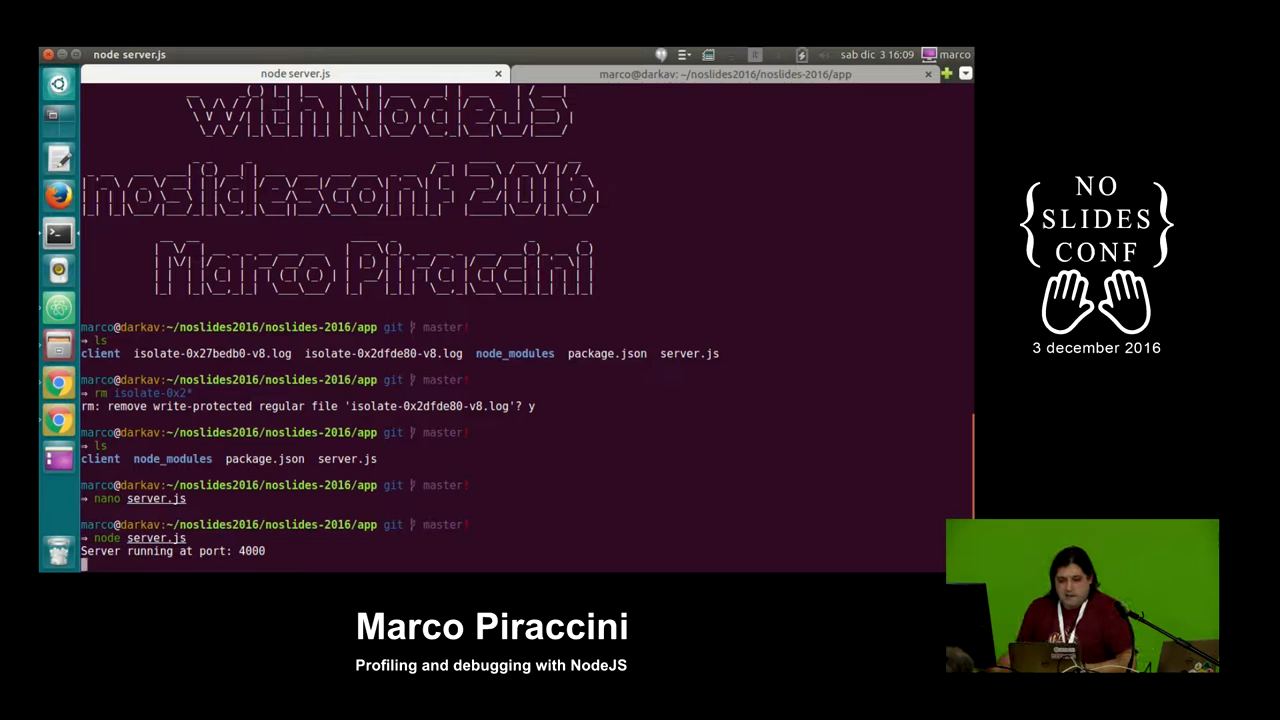 node server.js
sab dic 3 16:09 marco
node server.js
marco@darkav: ~/noslides2016/noslides-2016/app
with NodeJS
noslidesconf 2016
Marco Piraccini
marco@darkav:~/noslides2016/noslides-2016/app git master!
⇒ ls
client isolate-0x27bedb0-v8.log isolate-0x2dfde80-v8.log node_modules package.json server.js
marco@darkav:~/noslides2016/noslides-2016/app git master!
⇒ rm isolate-0x2*
rm: remove write-protected regular file 'isolate-0x2dfde80-v8.log'? y
marco@darkav:~/noslides2016/noslides-2016/app git master!
⇒ ls
client node_modules package.json server.js
marco@darkav:~/noslides2016/noslides-2016/app git master!
⇒ nano server.js
marco@darkav:~/noslides2016/noslides-2016/app git master!
⇒ node server.js
Server running at port: 4000
NO
SLIDES
CONF
3 december 2016
Marco Piraccini
Profiling and debugging with NodeJS